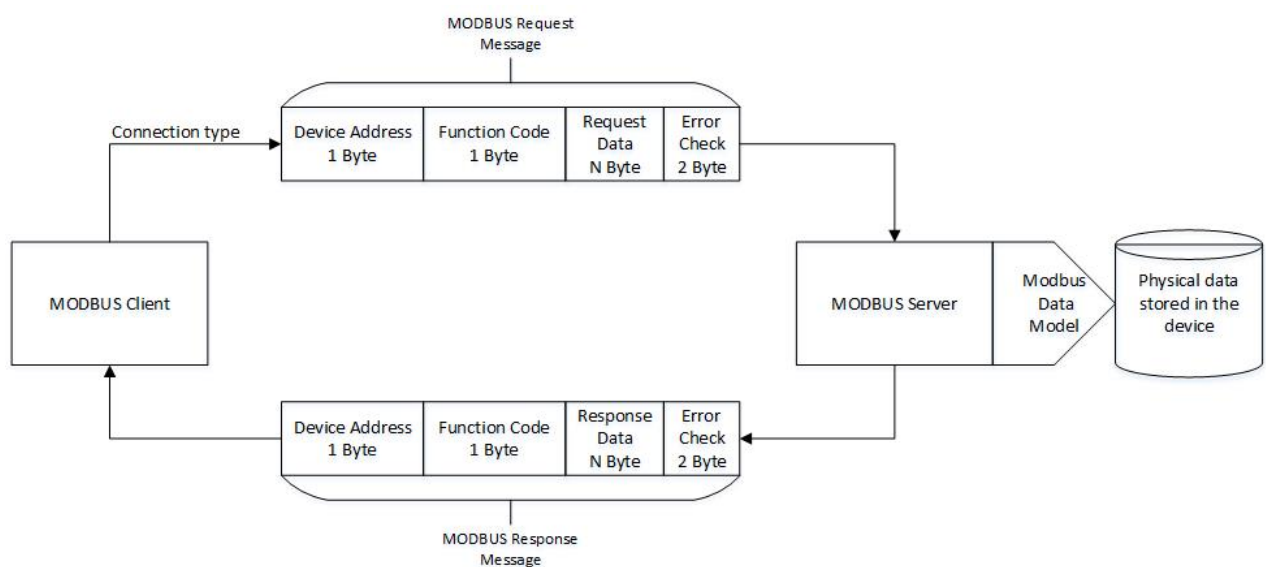 MODBUS Request
Message
Connection type
Device Address
1 Byte
Function Code
1 Byte
Request
Data
N Byte
Error
Check
2 Byte
MODBUS Client
MODBUS Server
Modbus
Data
Model
Physical data
stored in the
device
Device Address
1 Byte
Function Code
1 Byte
Response
Data
N Byte
Error
Check
2 Byte
MODBUS Response
Message